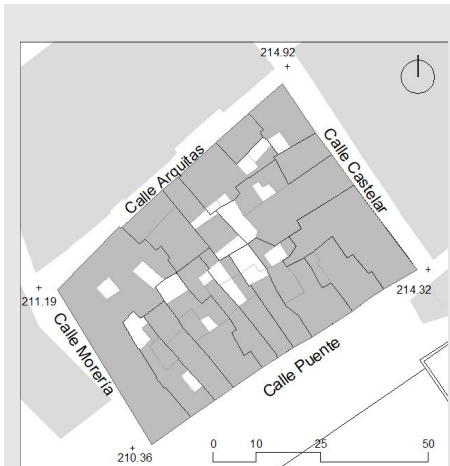 214.92
+
Calle Arquitas
Calle Castelar
+
211.19
+
214.32
Calle Morería
Calle Puente
+
210.36
0 10 25 50